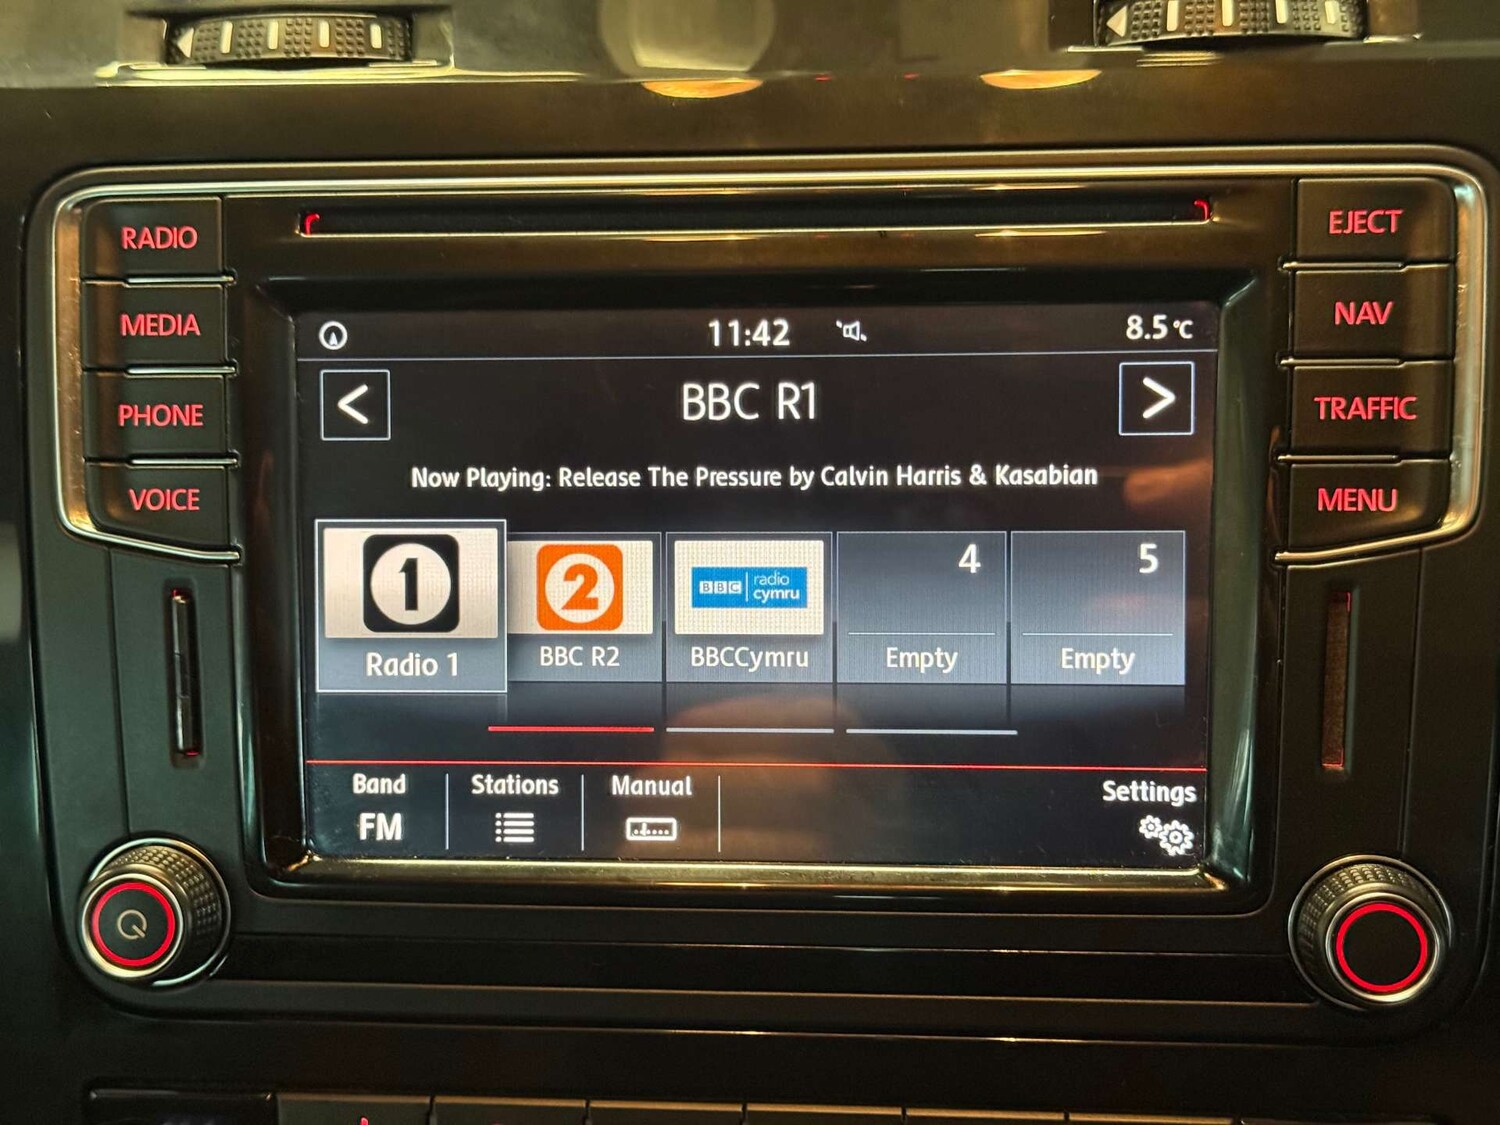 RADIO
MEDIA
PHONE
VOICE
EJECT
NAV
TRAFFIC
MENU
11:42
8.5°C
<
BBC R1
>
Now Playing: Release The Pressure by Calvin Harris & Kasabian
1
Radio 1
2
BBC R2
BBC radio
cymru
BBCCymru
4
Empty
5
Empty
Band
FM
Stations
Manual
Settings